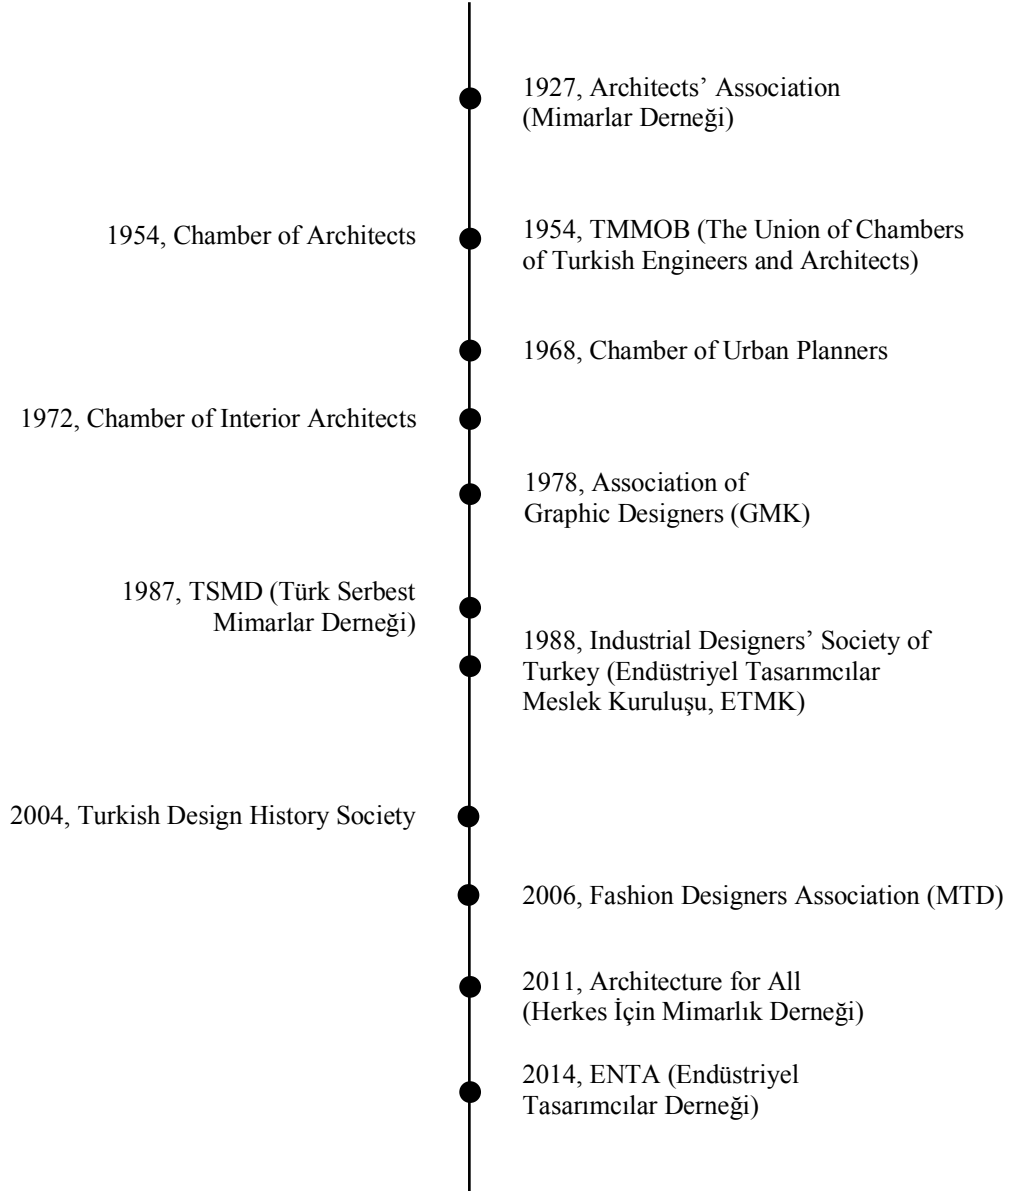 1927, Architects’ Association
(Mimarlar Derneği)
1954, Chamber of Architects
1954, TMMOB (The Union of Chambers
of Turkish Engineers and Architects)
1968, Chamber of Urban Planners
1972, Chamber of Interior Architects
1978, Association of
Graphic Designers (GMK)
1987, TSMD (Türk Serbest
Mimarlar Derneği)
1988, Industrial Designers’ Society of
Turkey (Endüstriyel Tasarımcılar
Meslek Kuruluşu, ETMK)
2004, Turkish Design History Society
2006, Fashion Designers Association (MTD)
2011, Architecture for All
(Herkes İçin Mimarlık Derneği)
2014, ENTA (Endüstriyel
Tasarımcılar Derneği)